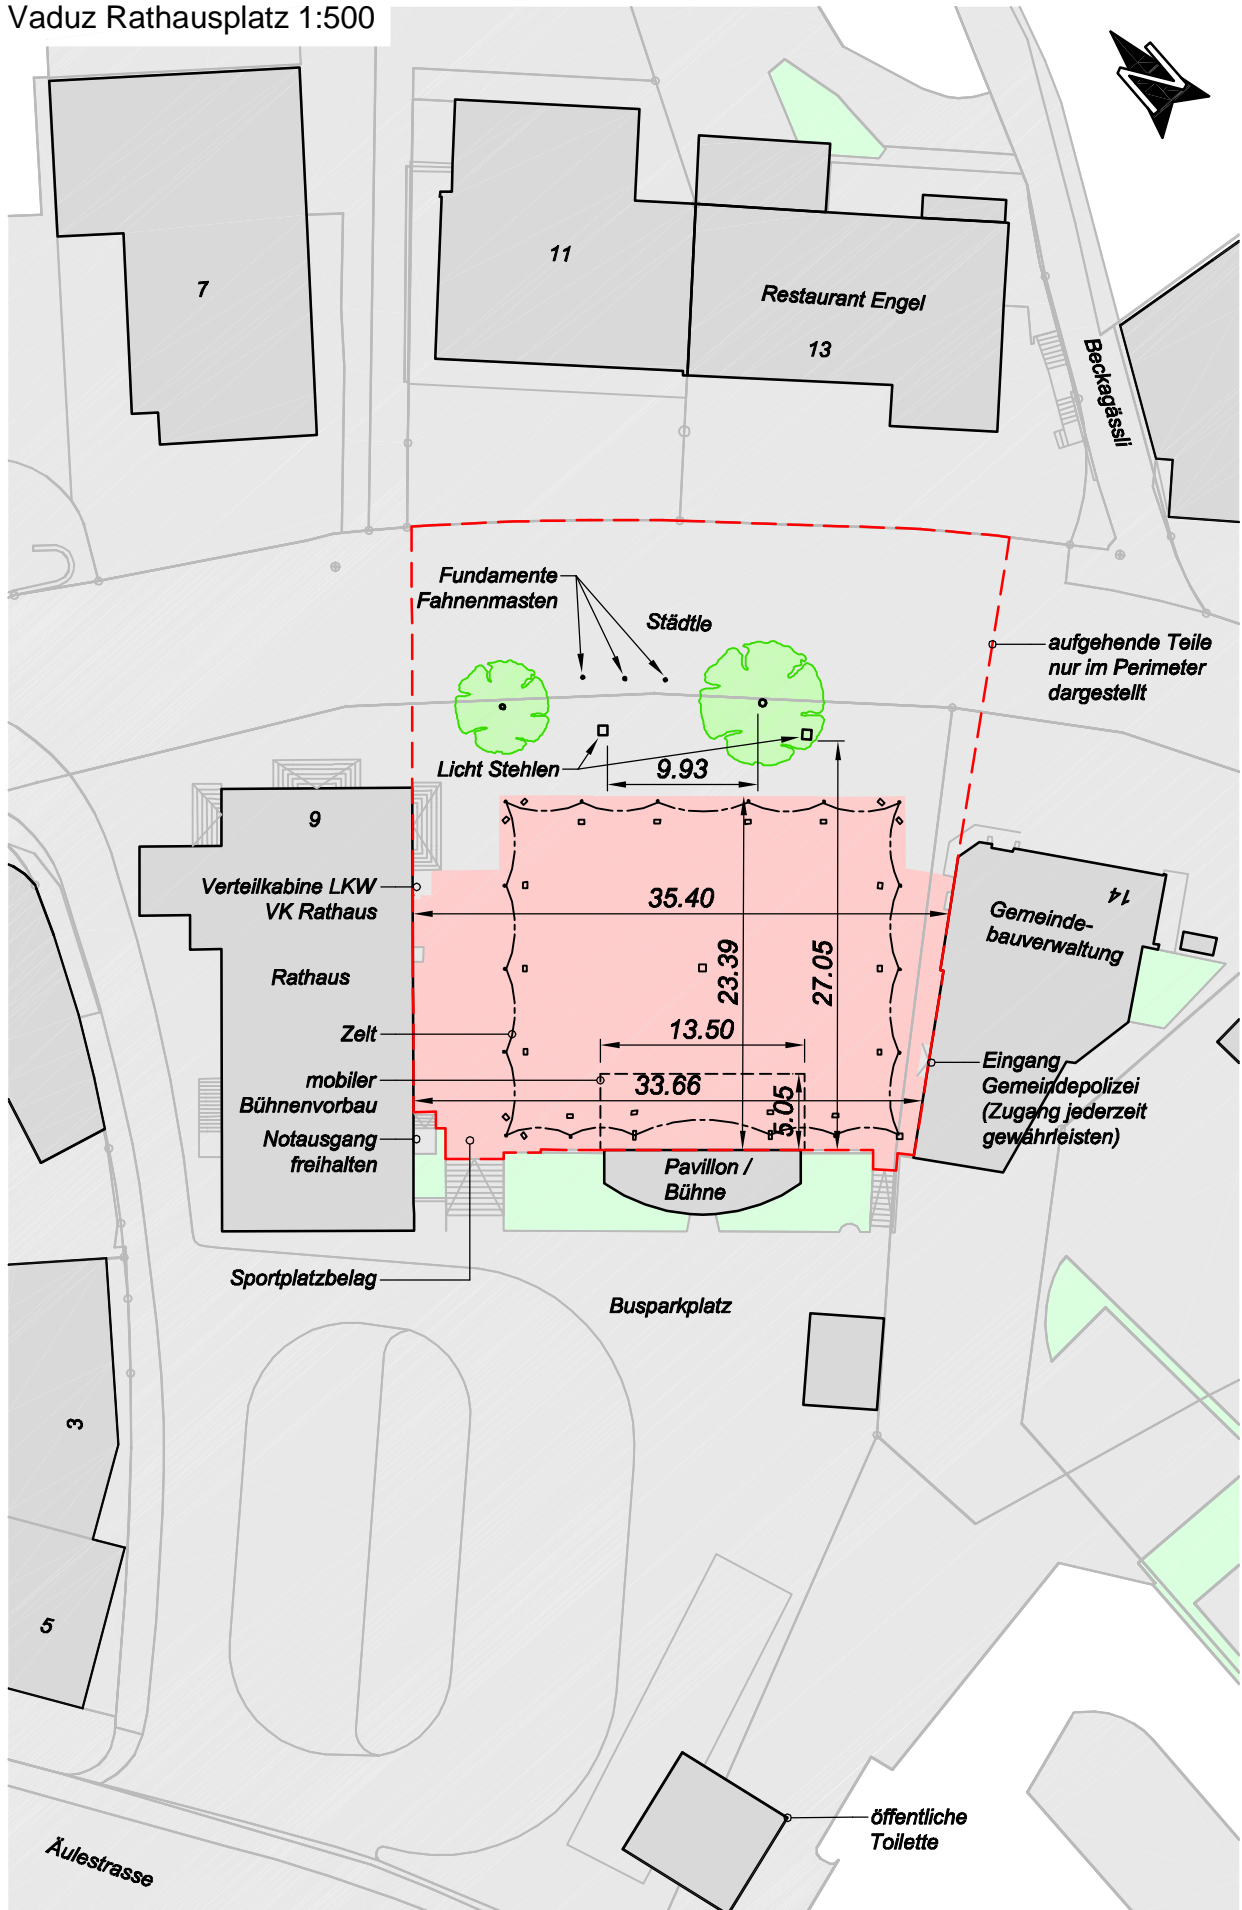 Vaduz Rathausplatz 1:500
N
7
11
Restaurant Engel
13
Beckagässli
Fundamente
Fahnenmasten
Städtle
aufgehende Teile
nur im Perimeter
dargestellt
Licht Stehlen
9.93
9
Verteilkabine LKW
VK Rathaus
35.40
14
Gemeinde-
bauverwaltung
Rathaus
23.39
27.05
Zelt
13.50
mobiler
Bühnenvorbau
33.66
5.05
Eingang
Gemeindepolizei
(Zugang jederzeit
gewährleisten)
Notausgang
freihalten
Pavillon /
Bühne
Sportplatzbelag
Busparkplatz
3
5
öffentliche
Toilette
Äulestrasse